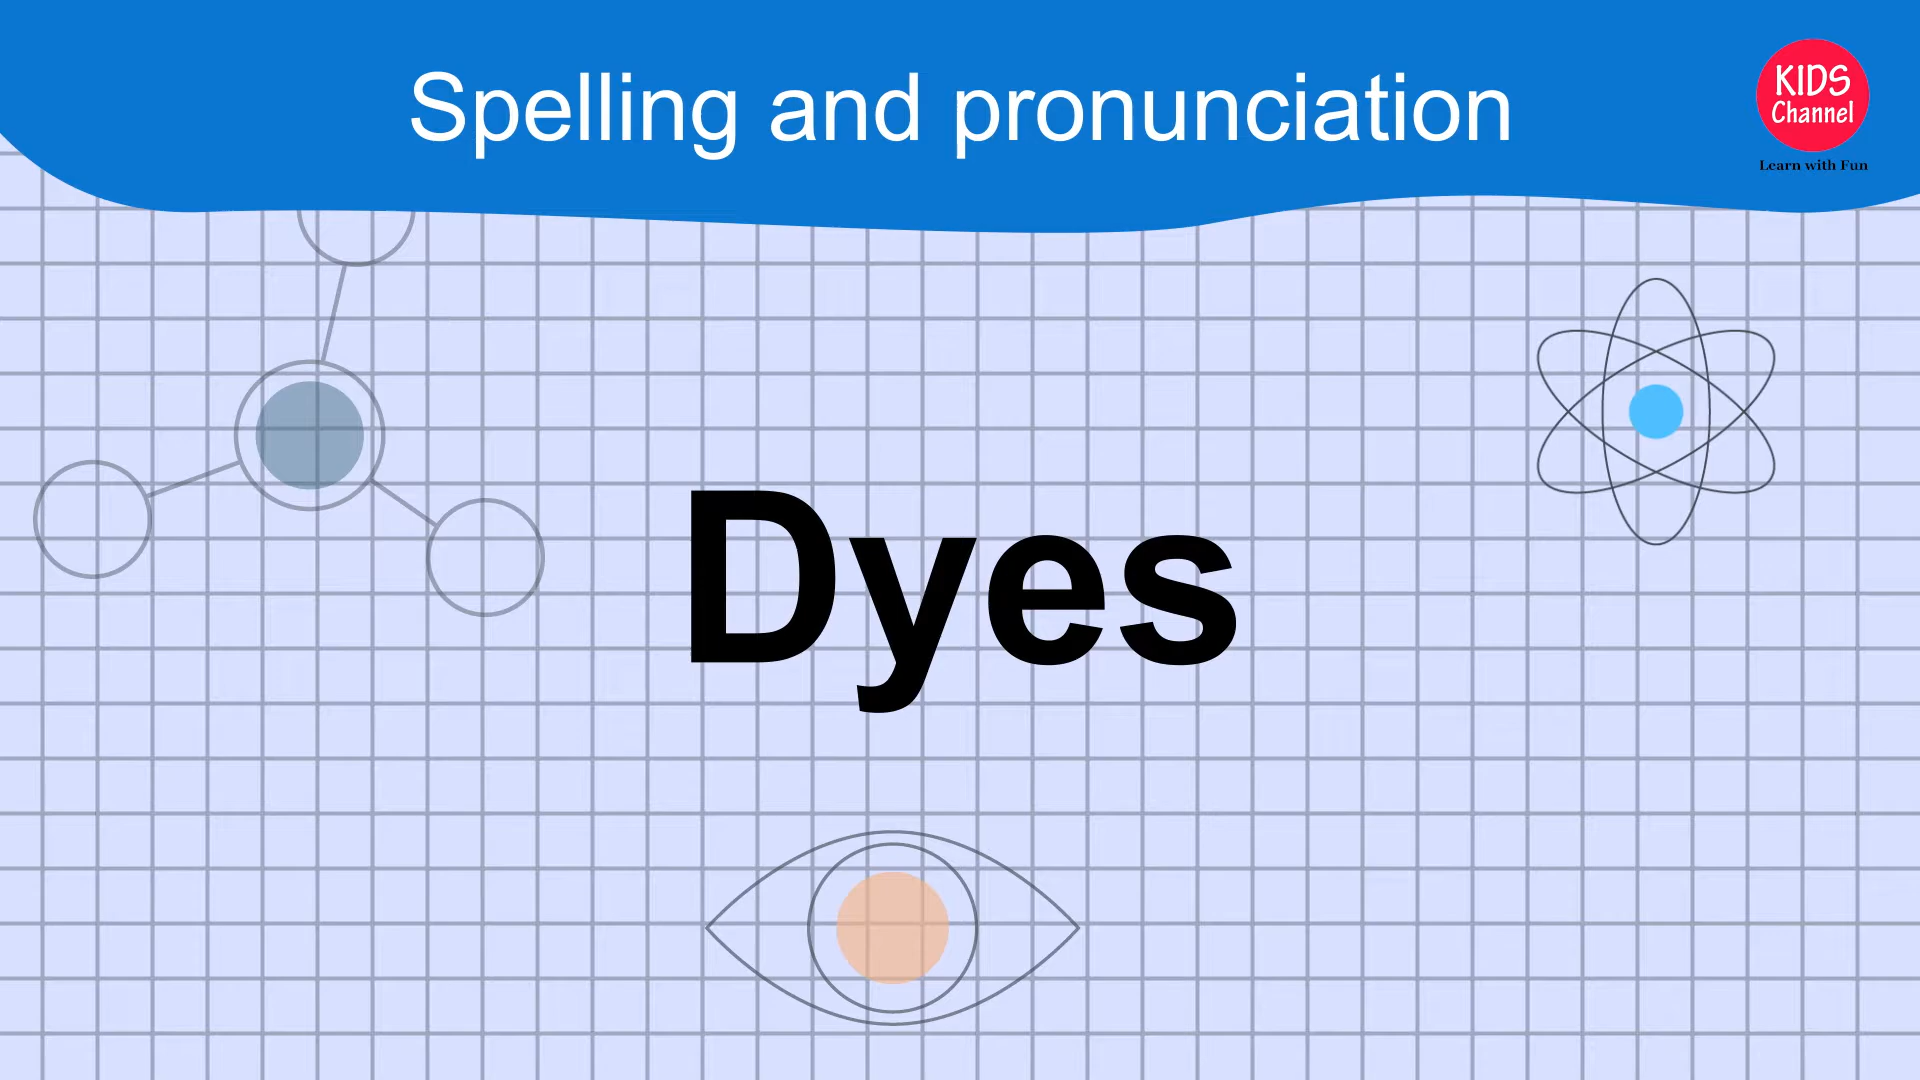 Spelling and pronunciation
KIDS
Channel
Learn with Fun
Dyes